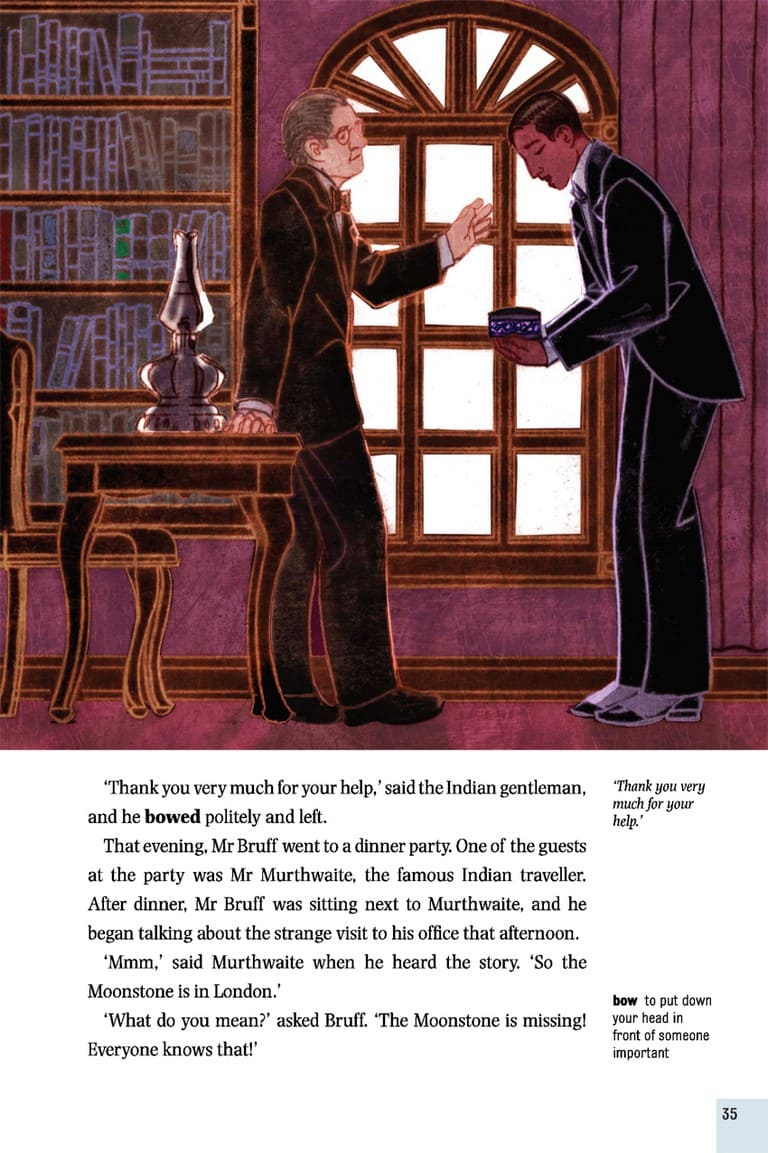 ‘Thank you very much for your help,’ said the Indian gentleman,
and he bowed politely and left.
That evening, Mr Bruff went to a dinner party. One of the guests
at the party was Mr Murthwaite, the famous Indian traveller.
After dinner, Mr Bruff was sitting next to Murthwaite, and he
began talking about the strange visit to his office that afternoon.
‘Mmm,’ said Murthwaite when he heard the story. ‘So the
Moonstone is in London.’
‘What do you mean?’ asked Bruff. ‘The Moonstone is missing!
Everyone knows that!’
‘Thank you very
much for your
help.’
bow to put down
your head in
front of someone
important
35